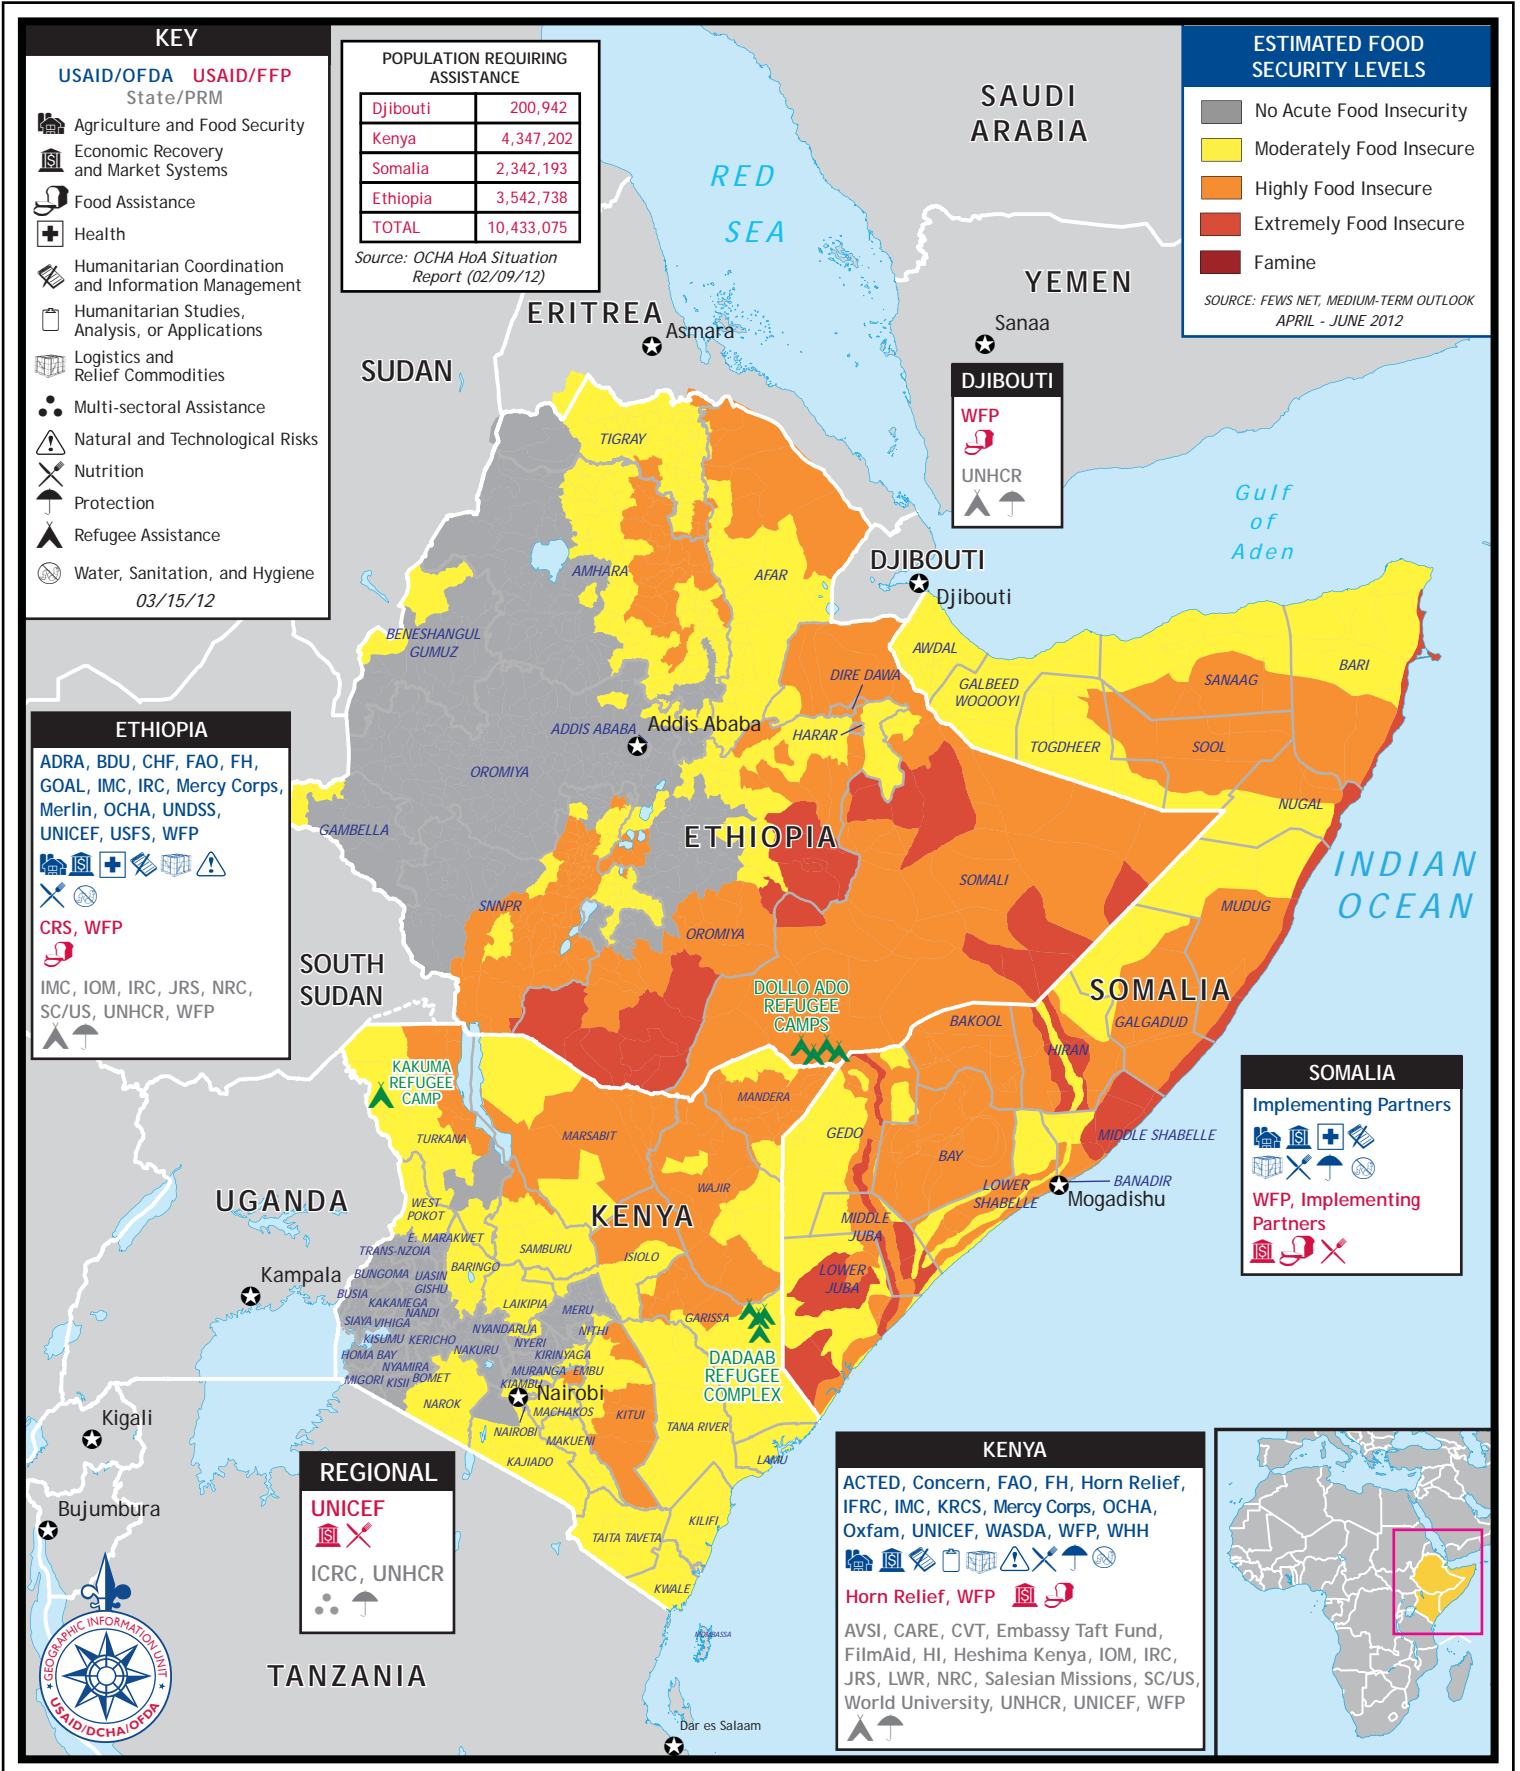 KEY
USAID/OFDA USAID/FFP
State/PRM
Agriculture and Food Security
Economic Recovery
and Market Systems
Food Assistance
Health
Humanitarian Coordination
and Information Management
Humanitarian Studies,
Analysis, or Applications
Logistics and
Relief Commodities
Multi-sectoral Assistance
Natural and Technological Risks
Nutrition
Protection
Refugee Assistance
Water, Sanitation, and Hygiene
03/15/12
POPULATION REQUIRING
ASSISTANCE
Djibouti 200,942
Kenya 4,347,202
Somalia 2,342,193
Ethiopia 3,542,738
TOTAL 10,433,075
Source: OCHA HoA Situation
Report (02/09/12)
ESTIMATED FOOD
SECURITY LEVELS
No Acute Food Insecurity
Moderately Food Insecure
Highly Food Insecure
Extremely Food Insecure
Famine
SOURCE: FEWS NET, MEDIUM-TERM OUTLOOK
APRIL - JUNE 2012
SAUDI
ARABIA
RED
SEA
YEMEN
Sanaa
ERITREA
Asmara
SUDAN
DJIBOUTI
WFP
UNHCR
Gulf
of
Aden
DJIBOUTI
Djibouti
TIGRAY
AMHARA
AFAR
BENESHANGUL
GUMUZ
DIRE DAWA
HARAR
ADDIS ABABA
Addis Ababa
OROMIYA
GAMBELLA
ETHIOPIA
SOMALI
SNNPR
OROMIYA
DOLLO ADO
REFUGEE
CAMPS
AWDAL
GALBEED
WOQOOYI
TOGDHEER
SANAAG
SOOL
BARI
NUGAL
MUDUG
SOMALIA
GALGADUD
BAKOOL
HIRAN
GEDO
BAY
MIDDLE SHABELLE
BANADIR
Mogadishu
LOWER
SHABELLE
MIDDLE
JUBA
LOWER
JUBA
INDIAN
OCEAN
ETHIOPIA
ADRA, BDU, CHF, FAO, FH,
GOAL, IMC, IRC, Mercy Corps,
Merlin, OCHA, UNDSS,
UNICEF, USFS, WFP
CRS, WFP
IMC, IOM, IRC, JRS, NRC,
SC/US, UNHCR, WFP
SOUTH
SUDAN
KAKUMA
REFUGEE
CAMP
TURKANA
MARSABIT
MANDERA
WAJIR
WEST
POKOT
KENYA
UGANDA
Kampala
E. MARAKWET
TRANS-NZOIA
SAMBURU
ISIOLO
BARINGO
BUNGOMA
UASIN
GISHU
BUSIA
KAKAMEGA
NANDI
LAIKIPIA
MERU
SIAYA
VIHIGA
KISUMU
KERICHO
NYANDARUA
NITHI
NYERI
NAKURU
KIRINYAGA
HOMA BAY
NYAMIRA
MURANGA
EMBU
MIGORI
KISII
BOMET
KIAMBU
Nairobi
NAROK
MACHAKOS
NAIROBI
MAKUENI
KAJIADO
KITUI
GARISSA
DADAAB
REFUGEE
COMPLEX
TANA RIVER
LAMU
KILIFI
TAITA TAVETA
KWALE
MOMBASSA
Dar es Salaam
Kigali
Bujumbura
TANZANIA
SOMALIA
Implementing Partners
WFP, Implementing
Partners
REGIONAL
UNICEF
ICRC, UNHCR
KENYA
ACTED, Concern, FAO, FH, Horn Relief,
IFRC, IMC, KRCS, Mercy Corps, OCHA,
Oxfam, UNICEF, WASDA, WFP, WHH
Horn Relief, WFP
AVSI, CARE, CVT, Embassy Taft Fund,
FilmAid, HI, Heshima Kenya, IOM, IRC,
JRS, LWR, NRC, Salesian Missions, SC/US,
World University, UNHCR, UNICEF, WFP
GEOGRAPHIC INFORMATION UNIT
USAID/DCHA/OFDA